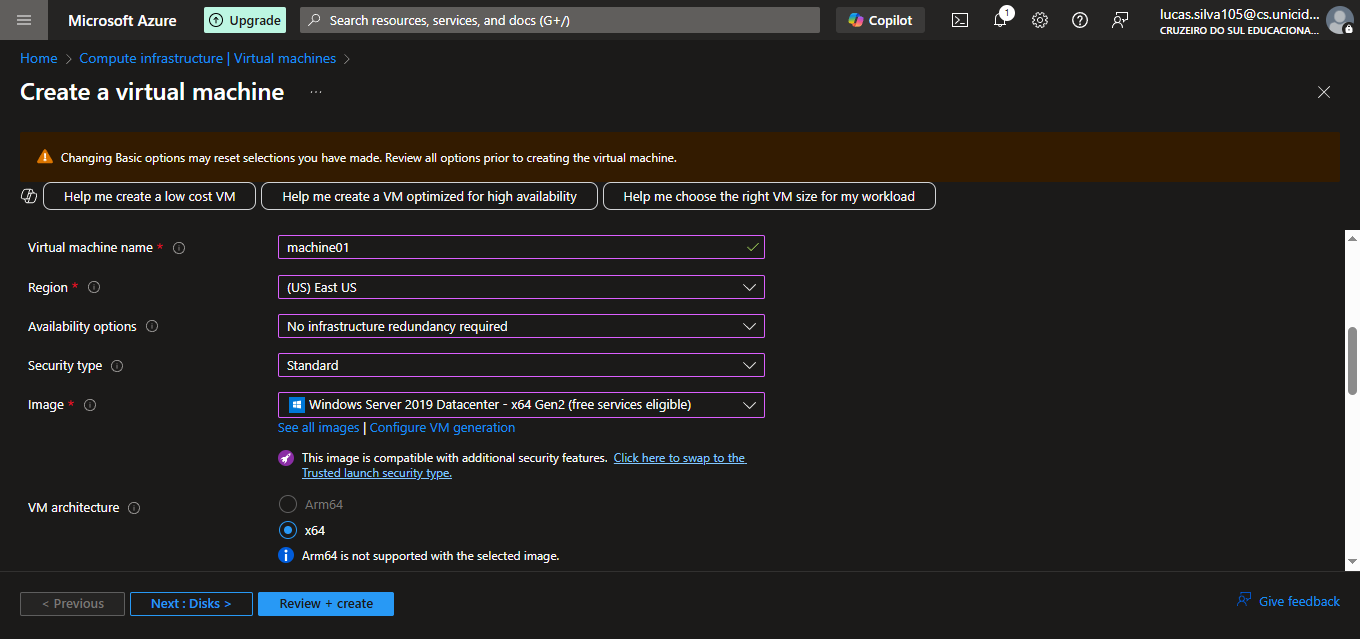 Microsoft Azure
Upgrade
Search resources, services, and docs (G+/)
Copilot
1
lucas.silva105@cs.unicid...
CRUZEIRO DO SUL EDUCACIONA...
Home > Compute infrastructure | Virtual machines >
Create a virtual machine ...
Changing Basic options may reset selections you have made. Review all options prior to creating the virtual machine.
Help me create a low cost VM
Help me create a VM optimized for high availability
Help me choose the right VM size for my workload
Virtual machine name *
machine01
Region *
(US) East US
Availability options
No infrastructure redundancy required
Security type
Standard
Image *
Windows Server 2019 Datacenter - x64 Gen2 (free services eligible)
See all images | Configure VM generation
This image is compatible with additional security features. Click here to swap to the
Trusted launch security type.
VM architecture
Arm64
x64
Arm64 is not supported with the selected image.
< Previous
Next : Disks >
Review + create
Give feedback